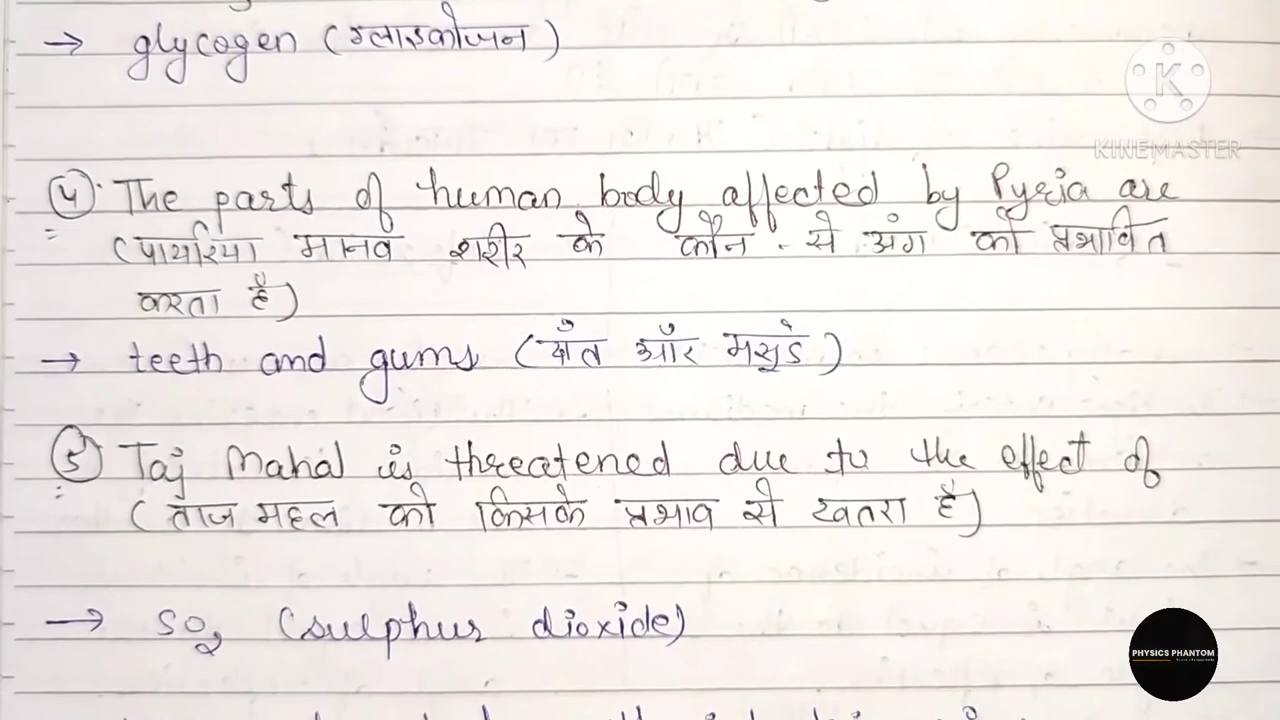 → glycogen (ग्लाइकोजन)
K
KINEMASTER
④. The parts of human body affected by Pyria are
(पायरिया मानव शरीर के कौन-से अंग को प्रभावित
करता है)
→ teeth and gums (दाँत और मसूडे)
⑤ Taj Mahal is threatened due to the effect of
(ताज महल को किसके प्रभाव से खतरा है)
→ SO₂ (sulphur dioxide)
PHYSICS PHANTOM